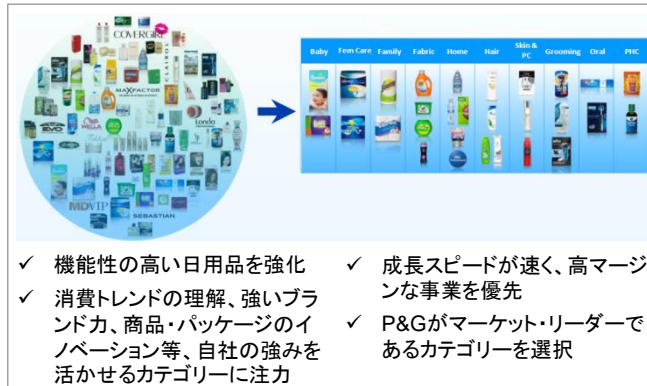 COVERGIRL
CLAIROL
MAXFACTOR
EVO
WELLA
Londa
MDVIP
SEBASTIAN
Baby Fem Care Family Fabric Home Hair Skin & PC Grooming Oral PHC
✓ 機能性の高い日用品を強化
✓ 消費トレンドの理解、強いブラ
ンド力、商品・パッケージのイ
ノベーション等、自社の強みを
活かせるカテゴリーに注力
✓ 成長スピードが速く、高マージ
ンな事業を優先
✓ P&Gがマーケット・リーダーで
あるカテゴリーを選択